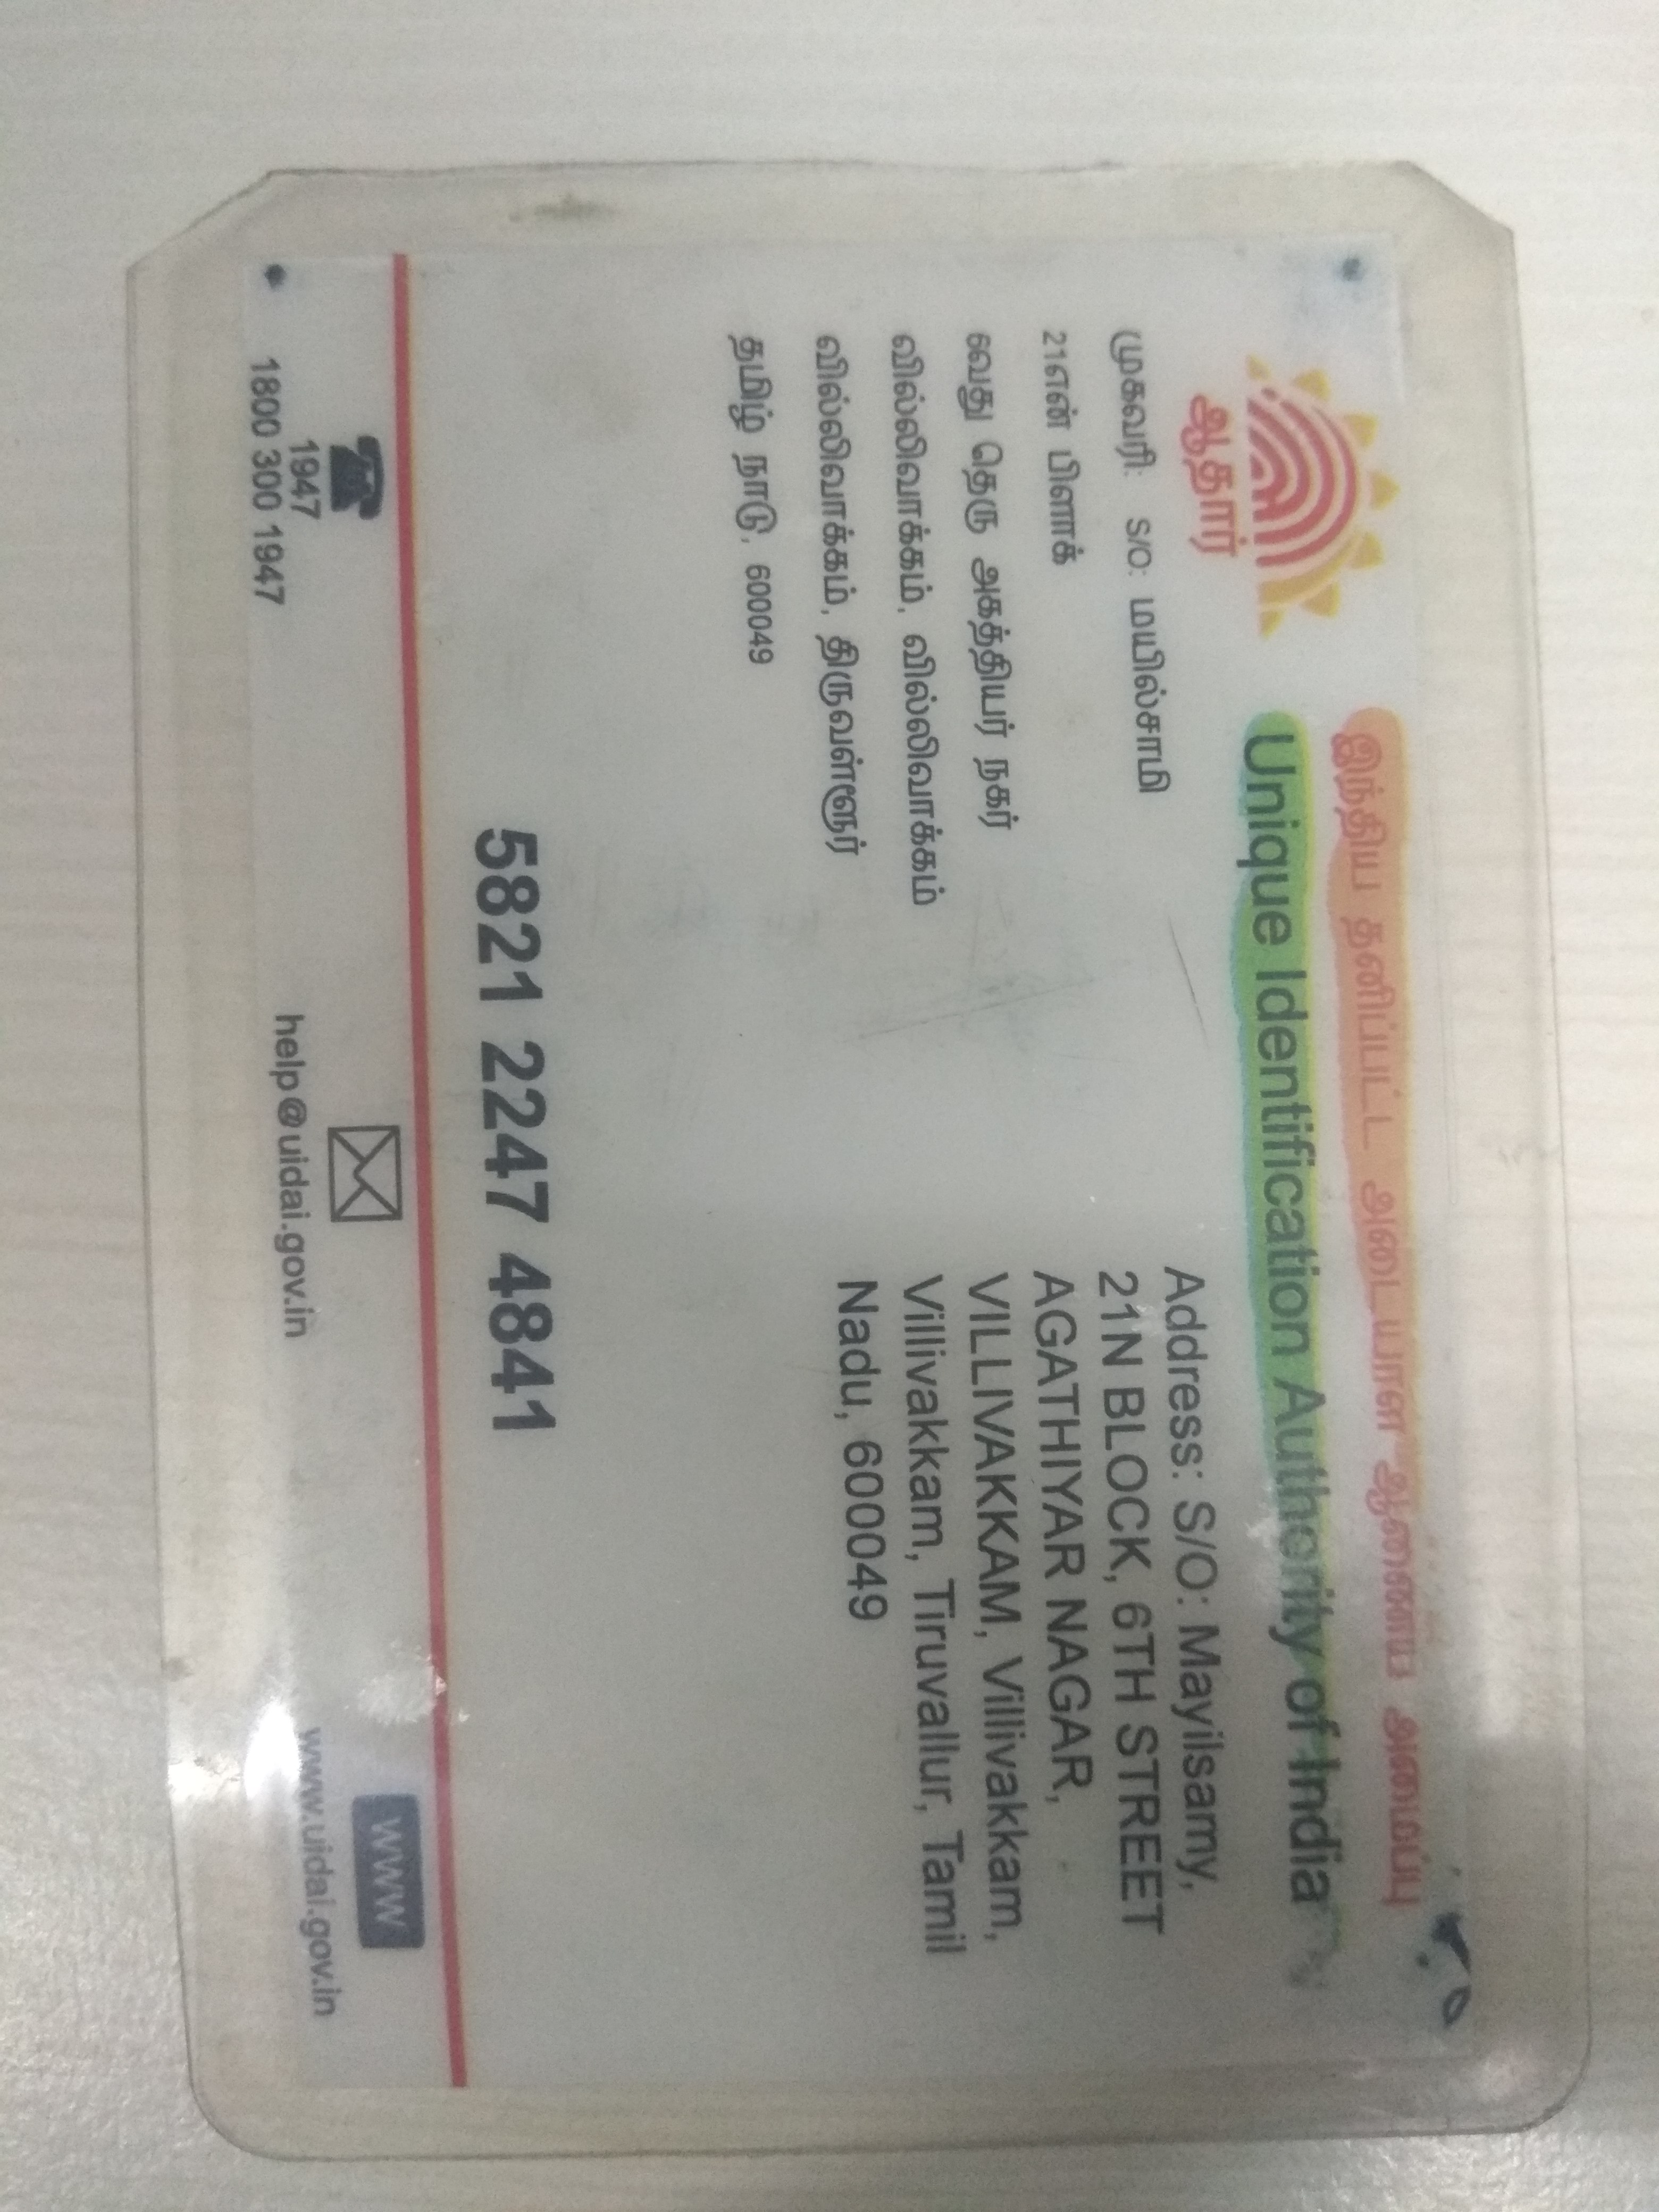 இந்திய தனிப்பட்ட அடையாள ஆணைய அமைப்பு
Unique Identification Authority of India
ஆதார்
முகவரி: S/O: மயில்சாமி
21என் பிளாக்
6வது தெரு அகத்தியர் நகர்
வில்லிவாக்கம், வில்லிவாக்கம்
வில்லிவாக்கம், திருவள்ளூர்
தமிழ் நாடு, 600049
Address: S/O: Mayilsamy,
21N BLOCK, 6TH STREET
AGATHIYAR NAGAR,
VILLIVAKKAM, Villivakkam,
Villivakkam, Tiruvallur, Tamil
Nadu, 600049
5821 2247 4841
1947
1800 300 1947
help@uidai.gov.in
www
www.uidai.gov.in